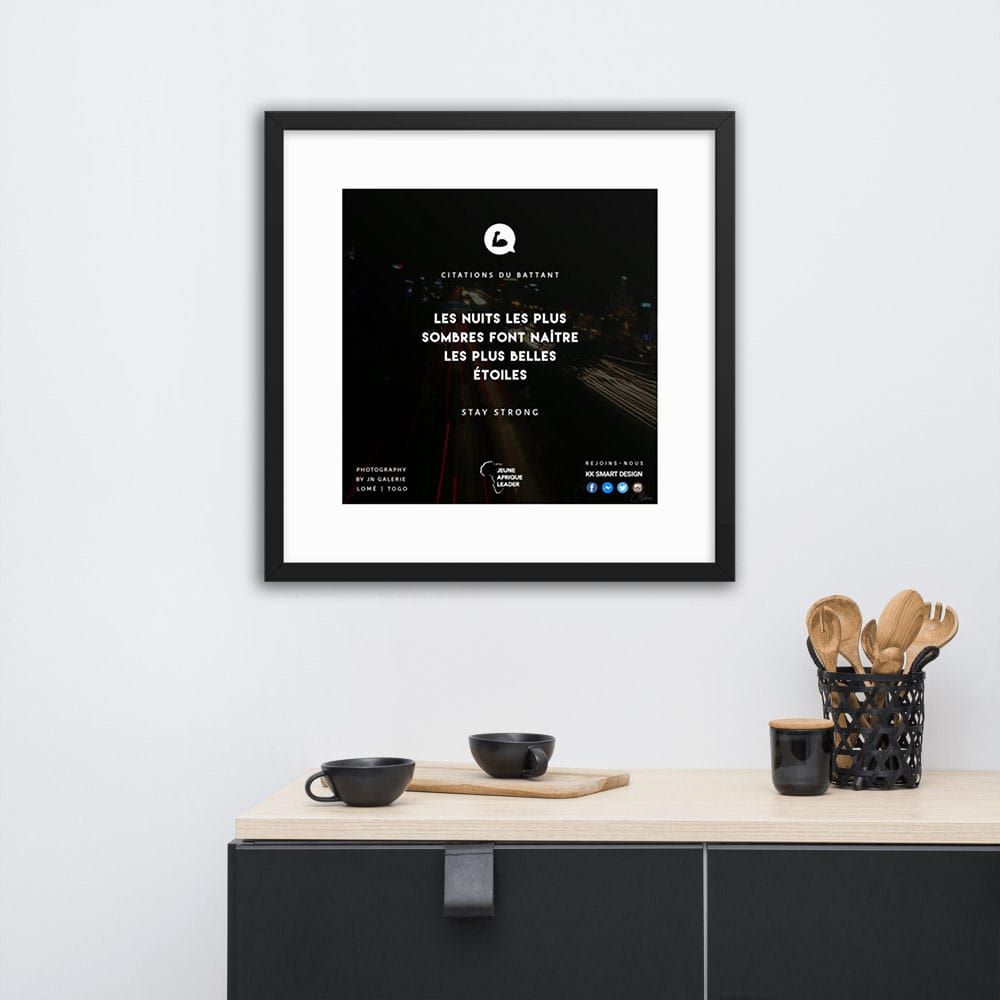 CITATIONS DU BATTANT
LES NUITS LES PLUS
SOMBRES FONT NAÎTRE
LES PLUS BELLES
ÉTOILES
STAY STRONG
PHOTOGRAPHY
BY JN GALERIE
LOMÉ | TOGO
JEUNE
AFRIQUE
LEADER
REJOINS-NOUS
KK SMART DESIGN